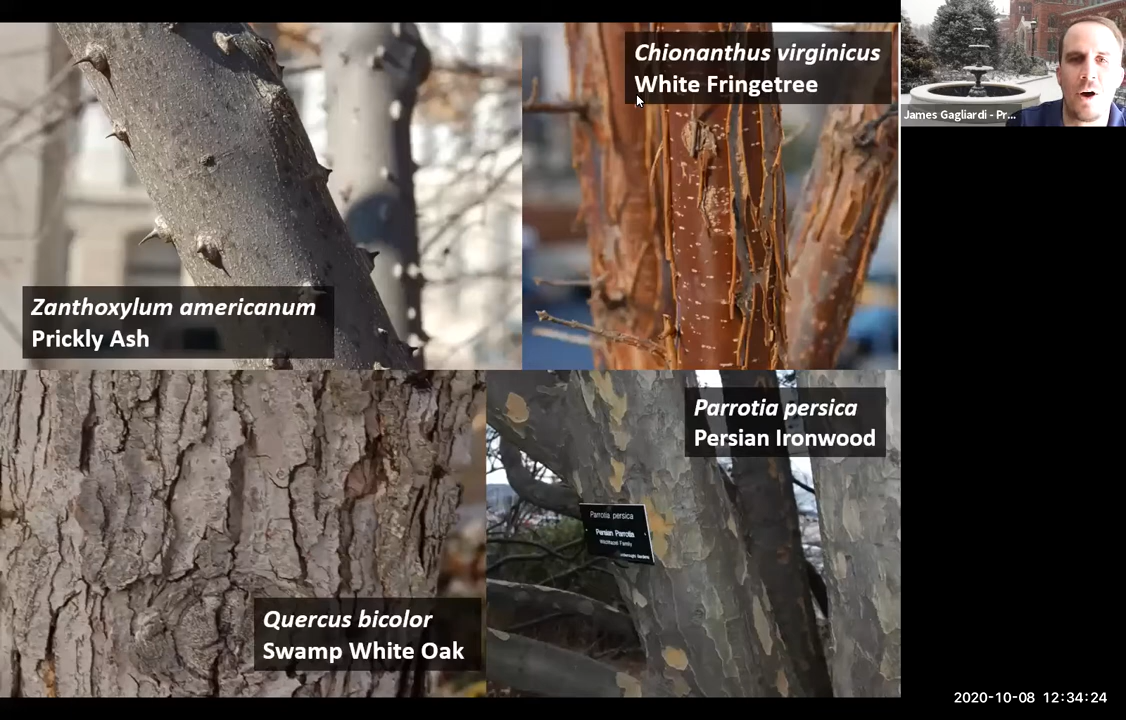 Chionanthus virginicus
White Fringetree
James Gagliardi - Pr...
Zanthoxylum americanum
Prickly Ash
Parrotia persica
Persian Ironwood
Parrotia persica
Persian Parrotia
Quercus bicolor
Swamp White Oak
2020-10-08 12:34:24